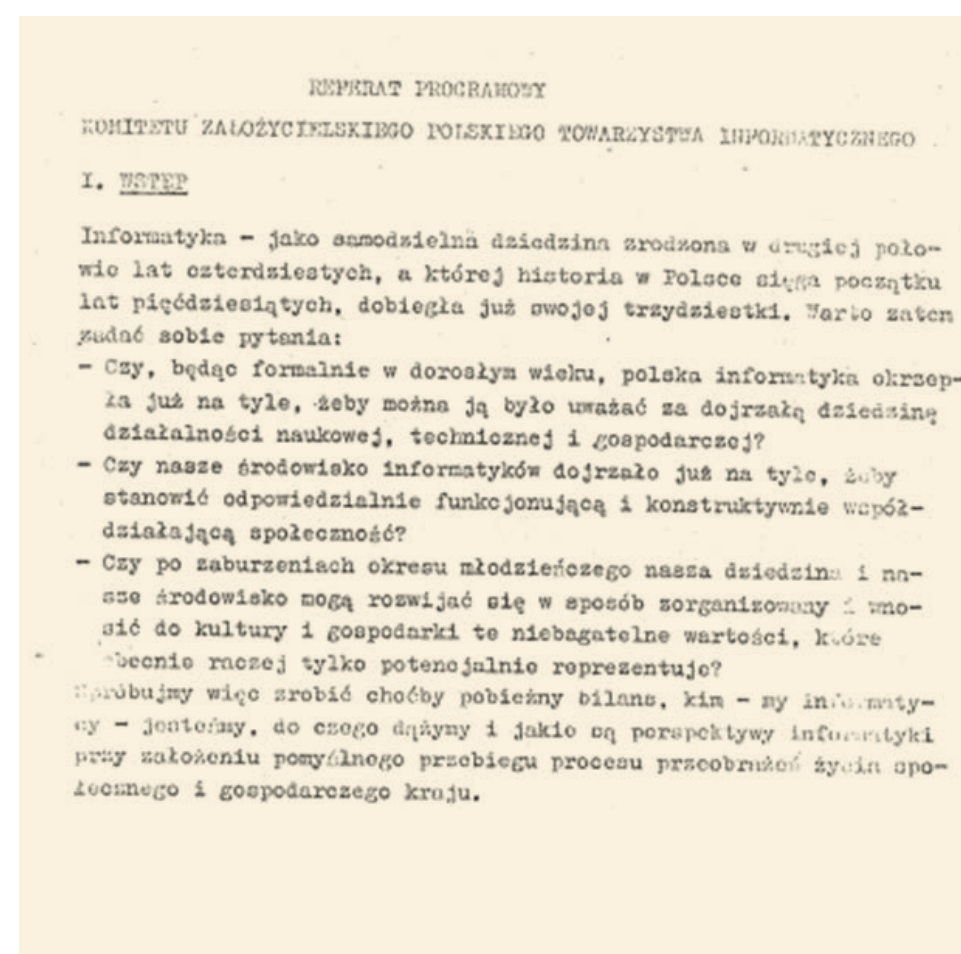 REFERAT PROGRAMOWY
KOMITETU ZAŁOŻYCIELSKIEGO POLSKIEGO TOWARZYSTWA INFORMATYCZNEGO
I. WSTĘP
Informatyka - jako samodzielna dziedzina zrodzona w drugiej poło-
wie lat czterdziestych, a której historia w Polsce sięga początku
lat pięćdziesiątych, dobiegła już swojej trzydziestki. Warto zatem
zadać sobie pytania:
- Czy, będąc formalnie w dorosłym wieku, polska informatyka okrzep-
ła już na tyle, żeby można ją było uważać za dojrzałą dziedzinę
działalności naukowej, technicznej i gospodarczej?
- Czy nasze środowisko informatyków dojrzało już na tyle, żeby
stanowić odpowiedzialnie funkcjonującą i konstruktywnie współ-
działającą społeczność?
- Czy po zaburzeniach okresu młodzieńczego nasza dziedzina i na-
sze środowisko mogą rozwijać się w sposób zorganizowany i wno-
sić do kultury i gospodarki te niebagatelne wartości, które
obecnie raczej tylko potencjalnie reprezentuje?
Spróbujmy więc zrobić choćby pobieżny bilans, kim - my informaty-
cy - jesteśmy, do czego dążymy i jakie są perspektywy informatyki
przy założeniu pomyślnego przebiegu procesu przeobrażeń życia spo-
łecznego i gospodarczego kraju.